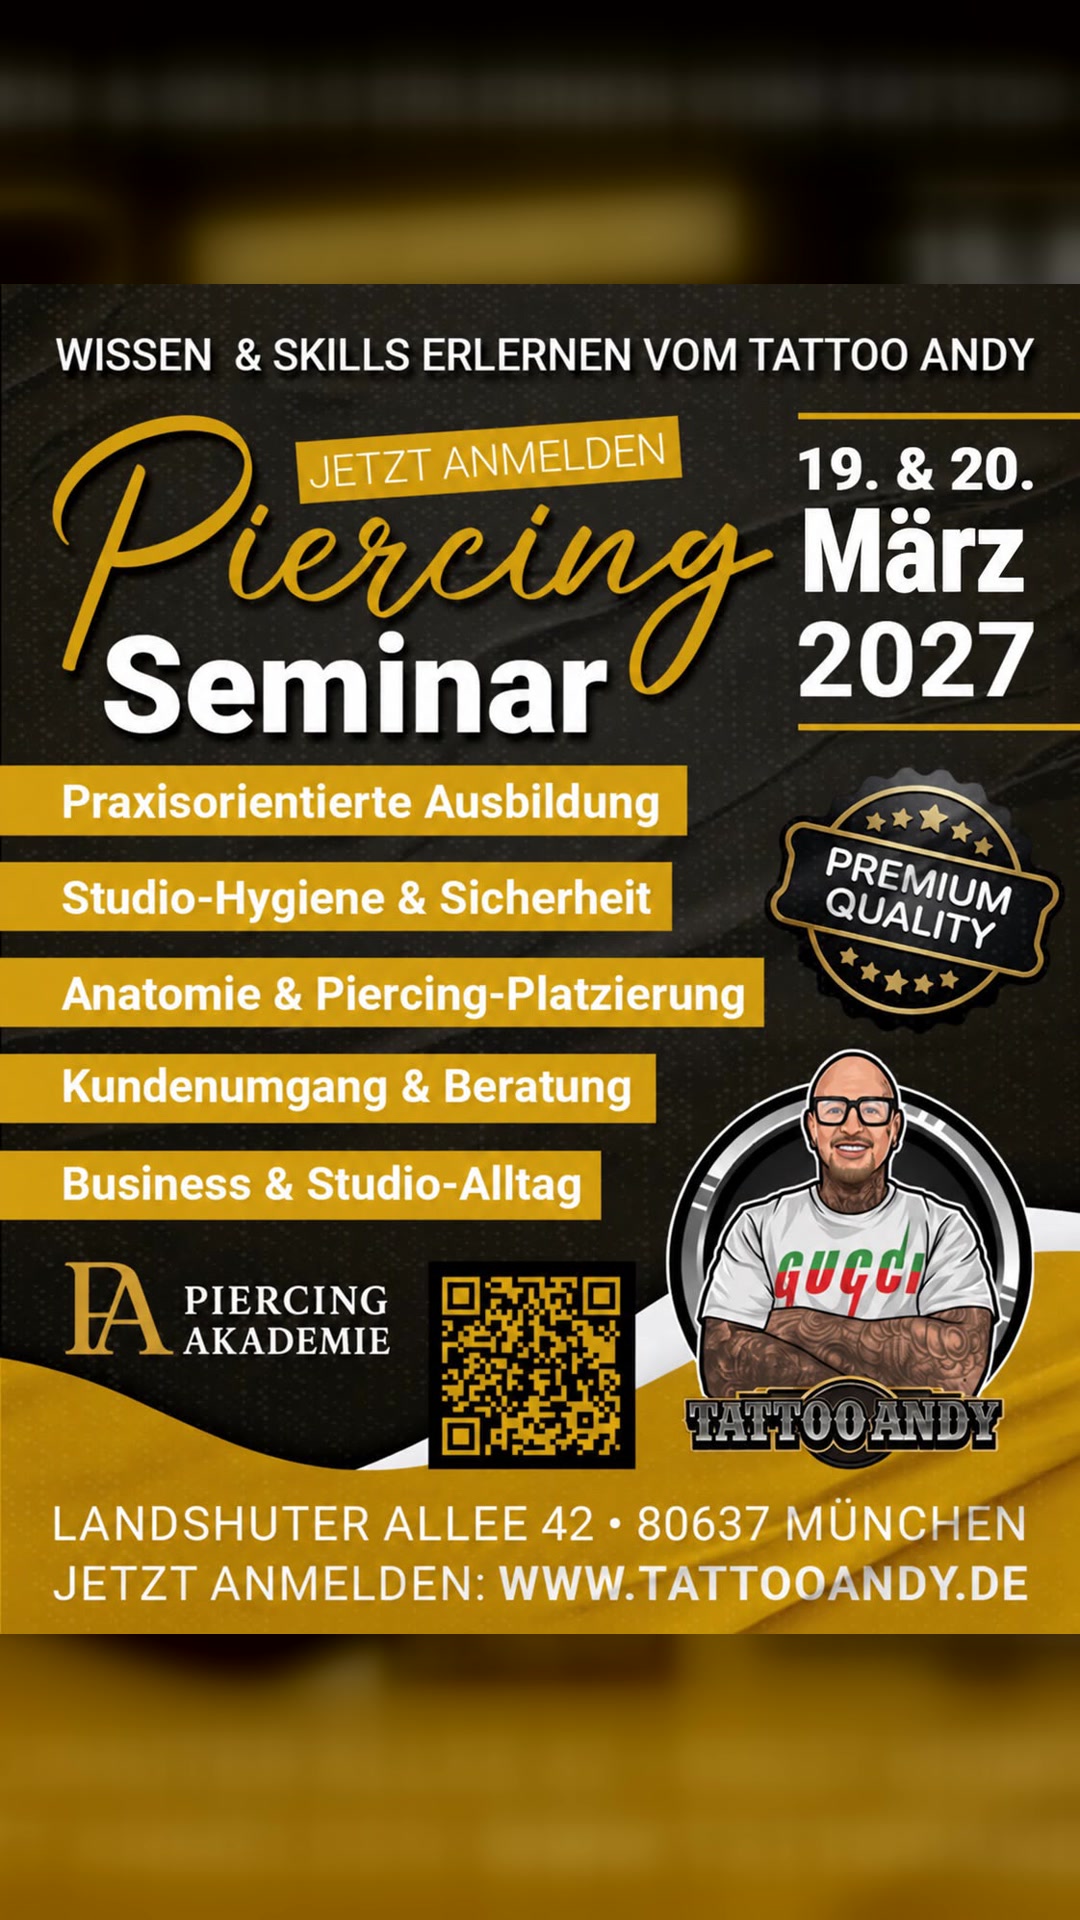 WISSEN & SKILLS ERLERNEN VOM TATTOO ANDY
JETZT ANMELDEN
Piercing
Seminar
19. & 20.
März
2027
Praxisorientierte Ausbildung
Studio-Hygiene & Sicherheit
Anatomie & Piercing-Platzierung
Kundenumgang & Beratung
Business & Studio-Alltag
PREMIUM
QUALITY
GUCCI
TATTOO ANDY
PA
PIERCING
AKADEMIE
LANDSHUTER ALLEE 42 • 80637 MÜNCHEN
JETZT ANMELDEN: WWW.TATTOOANDY.DE